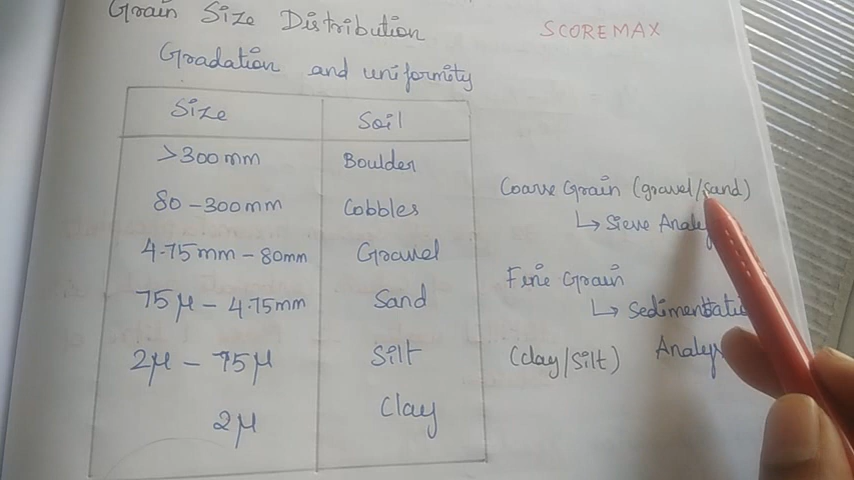 Grain Size Distribution
SCOREMAX
Gradation and uniformity
Size Soil
>300mm Boulder
80-300mm Cobbles
4.75mm - 80mm Gravel
75μ - 4.75mm Sand
2μ - 75μ Silt
2μ Clay
Coarse Grain (gravel/sand)
↳ Sieve
Fine Grain
↳
(clay/silt)